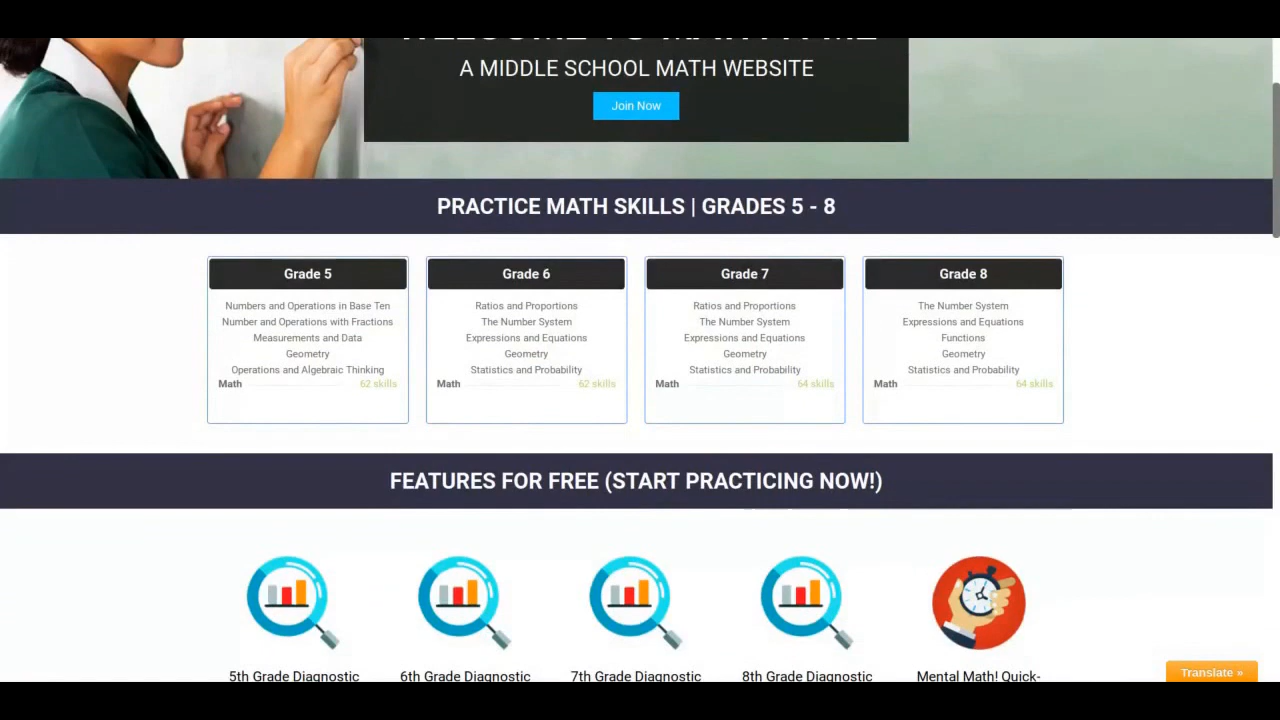 A MIDDLE SCHOOL MATH WEBSITE
Join Now
PRACTICE MATH SKILLS | GRADES 5 - 8
Grade 5
Numbers and Operations in Base Ten
Number and Operations with Fractions
Measurements and Data
Geometry
Operations and Algebraic Thinking
Math 62 skills
Grade 6
Ratios and Proportions
The Number System
Expressions and Equations
Geometry
Statistics and Probability
Math 62 skills
Grade 7
Ratios and Proportions
The Number System
Expressions and Equations
Geometry
Statistics and Probability
Math 64 skills
Grade 8
The Number System
Expressions and Equations
Functions
Geometry
Statistics and Probability
Math 64 skills
FEATURES FOR FREE (START PRACTICING NOW!)
5th Grade Diagnostic
6th Grade Diagnostic
7th Grade Diagnostic
8th Grade Diagnostic
Mental Math! Quick-
Translate »